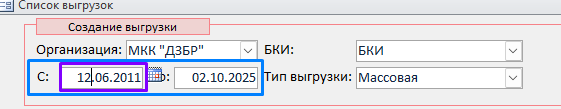 Список выгрузок
Создание выгрузки
Организация: МКК "ДЗБР" БКИ: БКИ
С: 12.06.2011 о: 02.10.2025 Тип выгрузки: Массовая